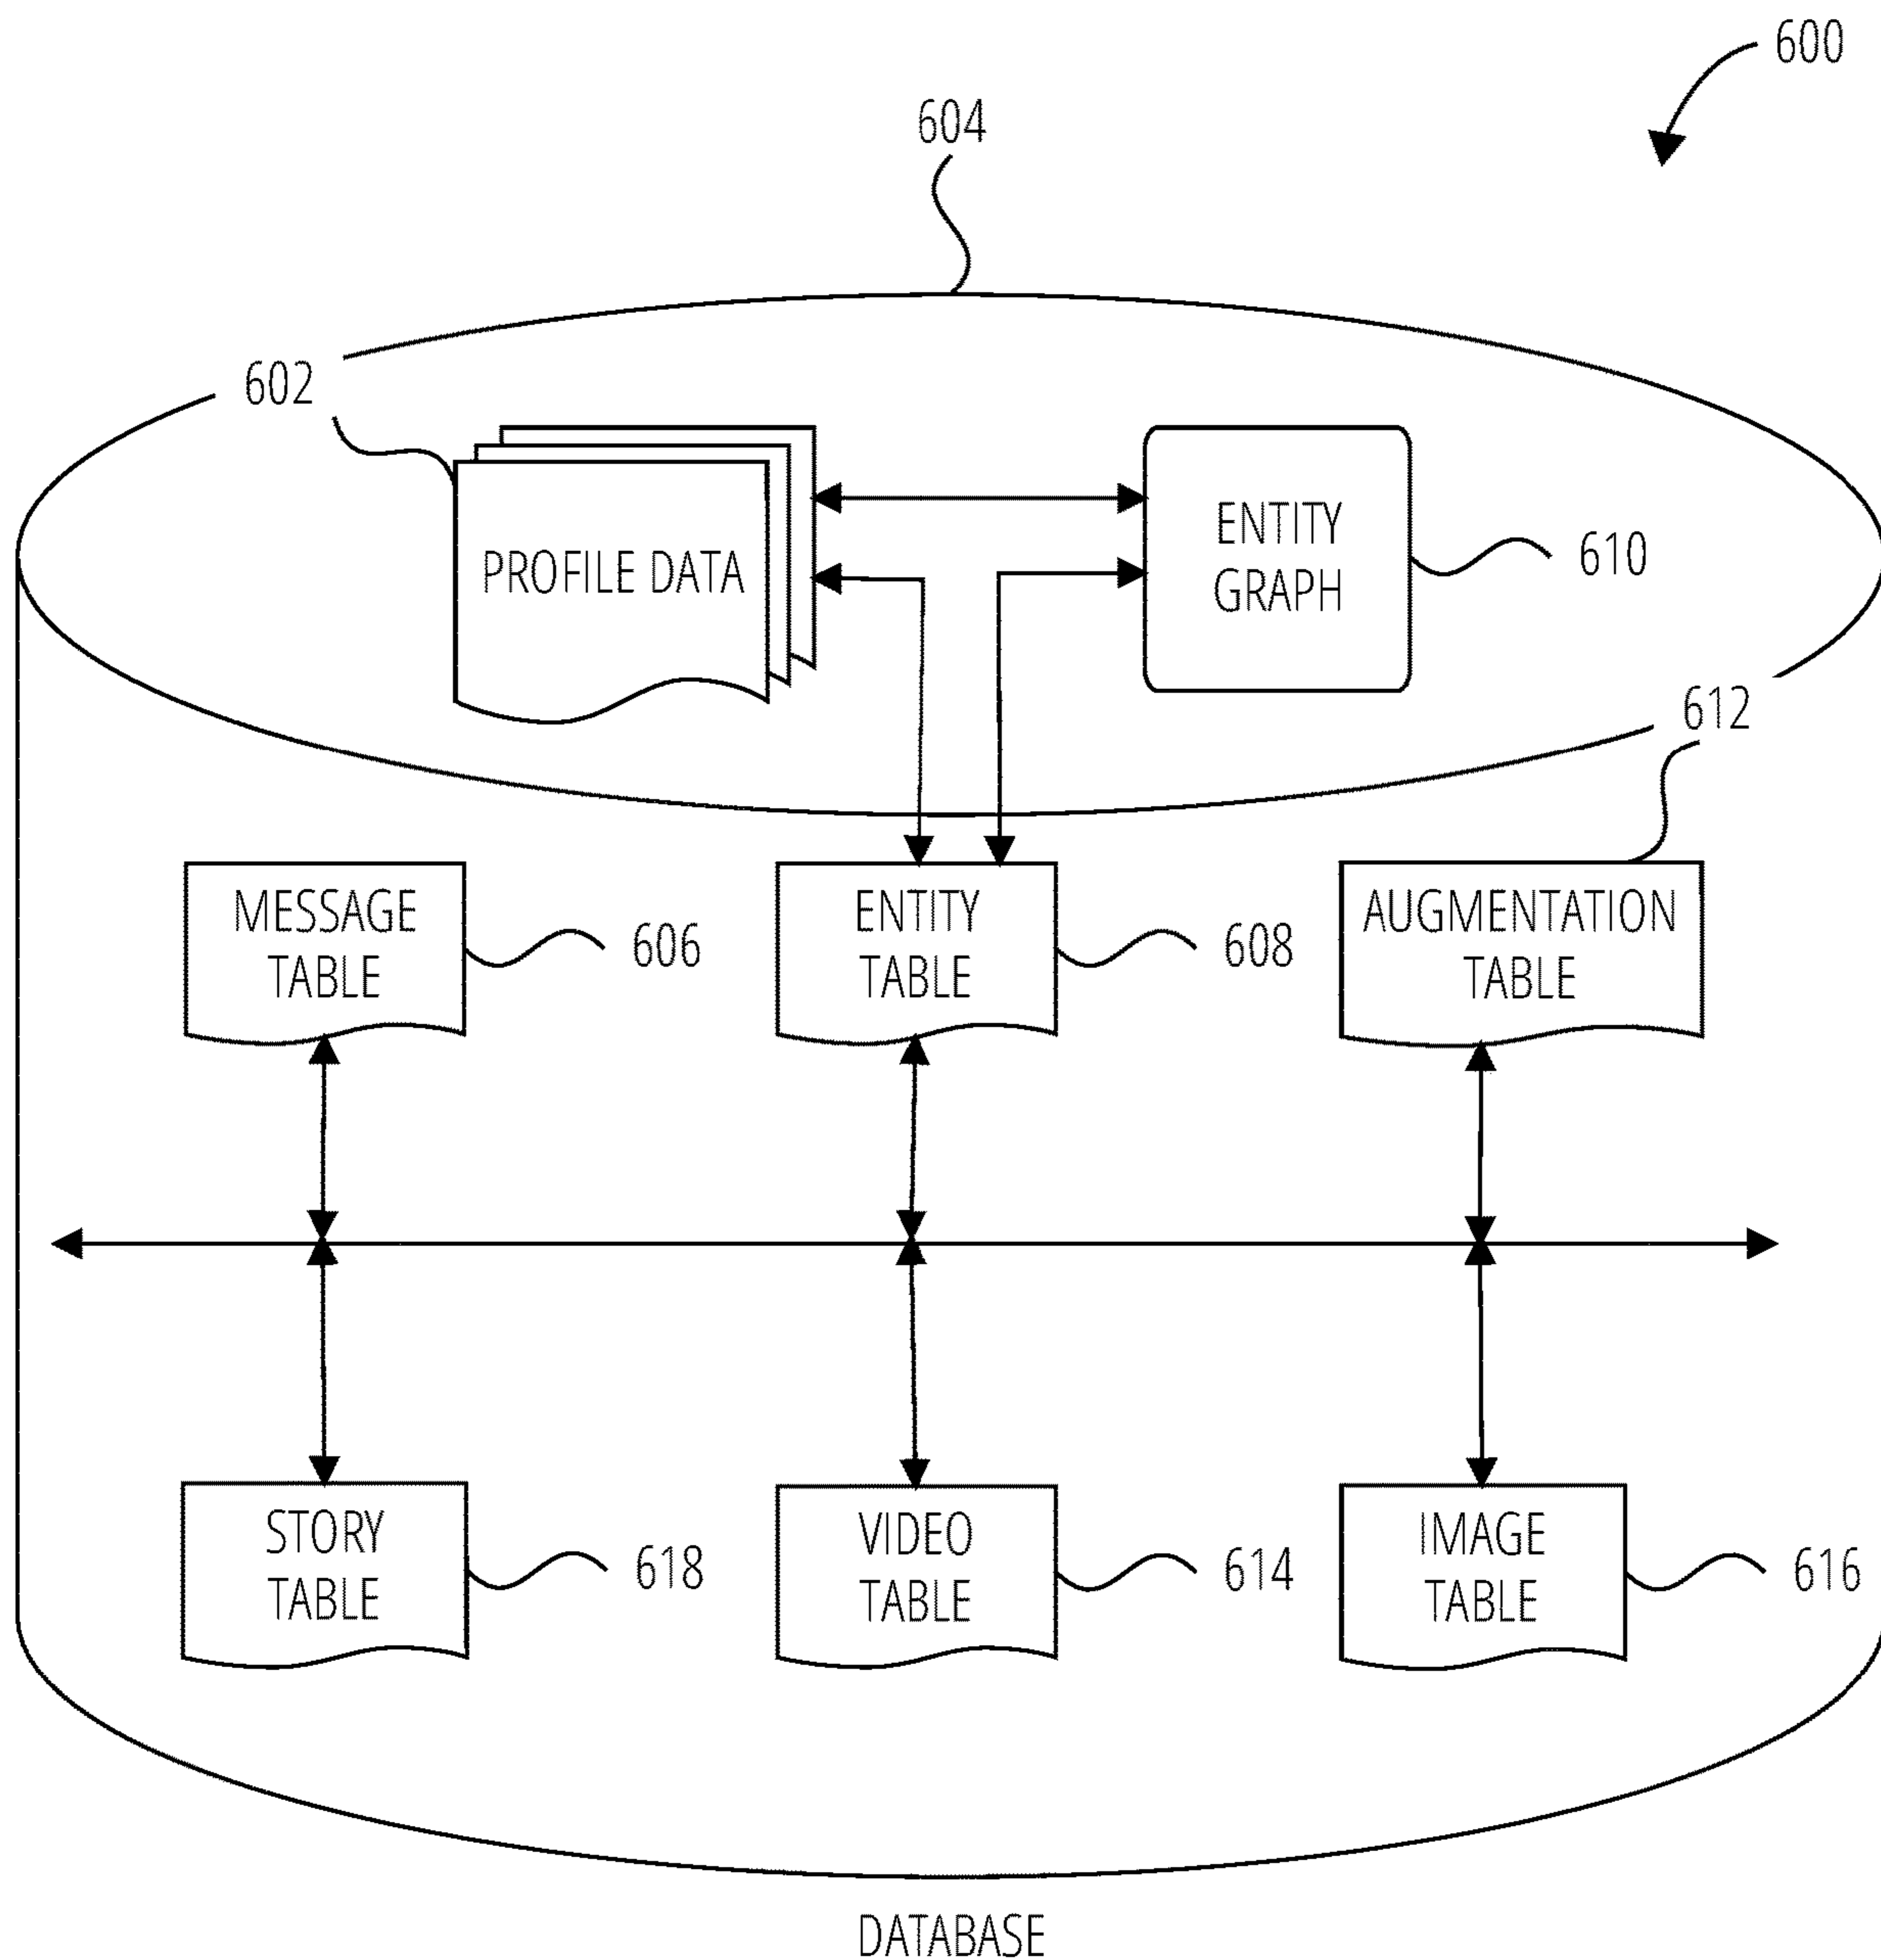 600
604
602
PROFILE DATA
ENTITY
GRAPH
610
612
MESSAGE
TABLE
606
ENTITY
TABLE
608
AUGMENTATION
TABLE
STORY
TABLE
618
VIDEO
TABLE
614
IMAGE
TABLE
616
DATABASE